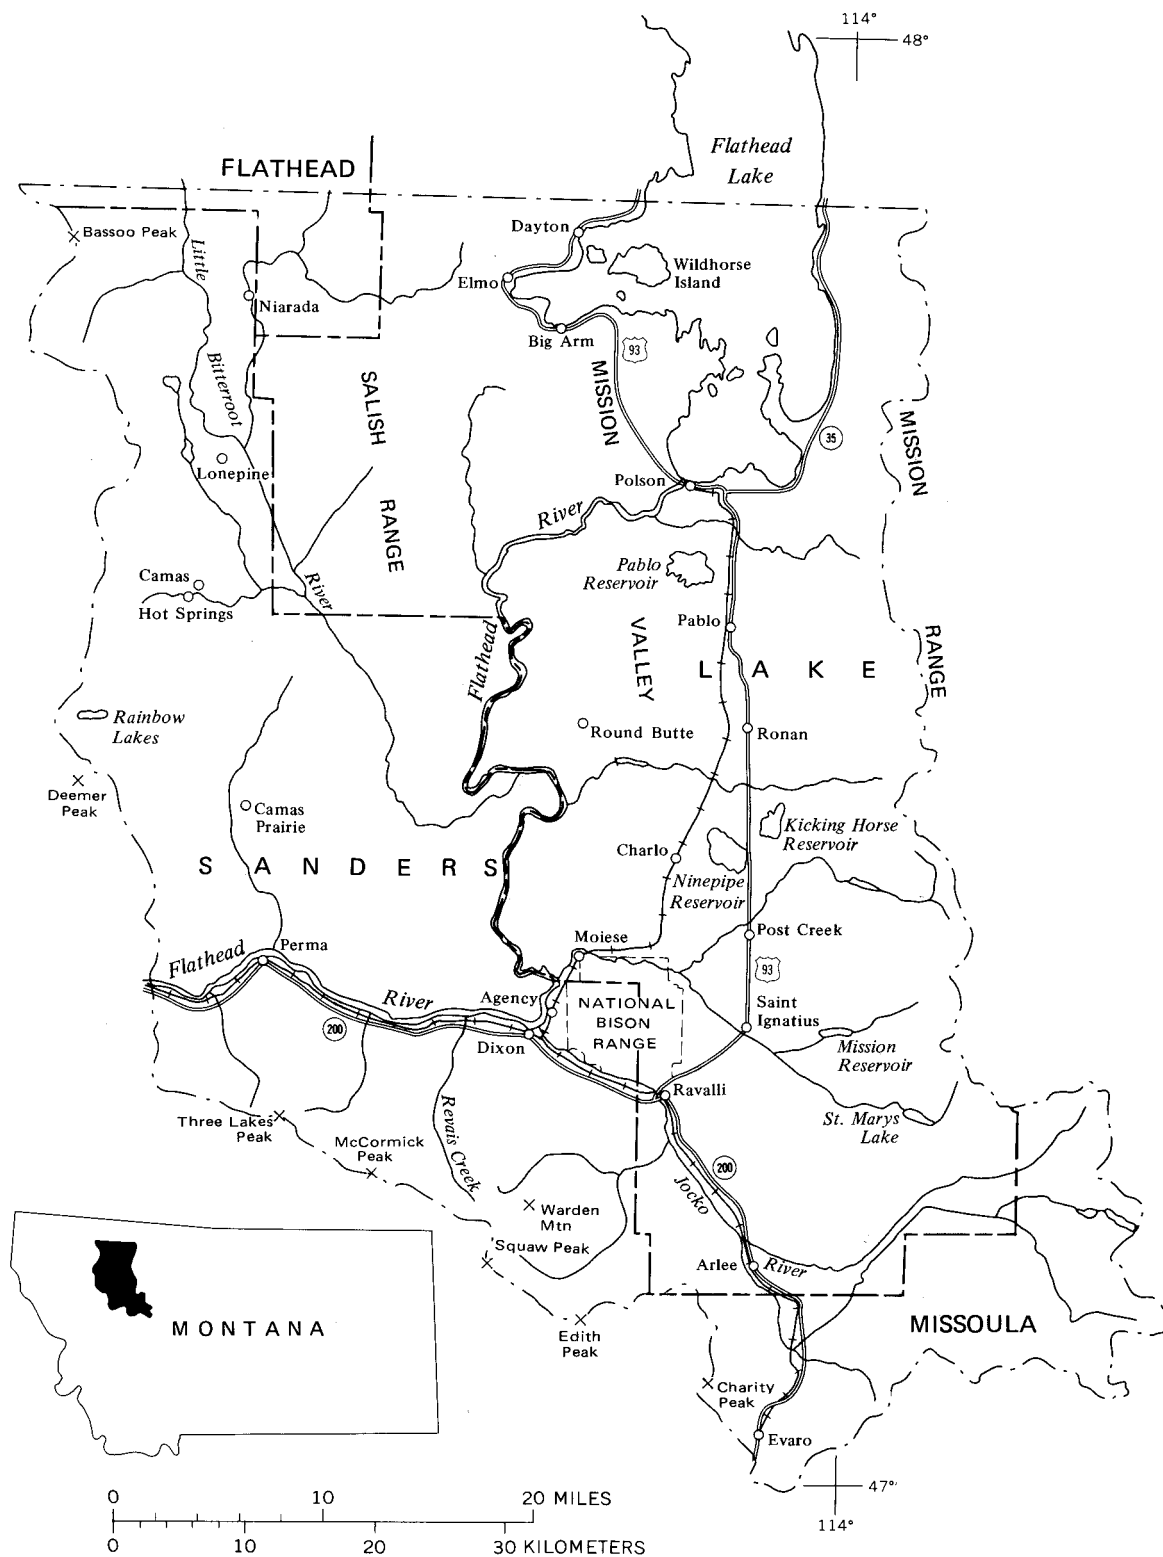 114°
48°
Flathead
Lake
FLATHEAD
Bassoo Peak
Little
Bitterroot
River
Niarada
Dayton
Elmo
Wildhorse
Island
Big Arm
93
MISSION
VALLEY
SALISH
RANGE
35
MISSION
RANGE
Lonepine
Polson
River
Flathead
Camas
Hot Springs
Pablo
Reservoir
Pablo
LAKE
Rainbow
Lakes
Round Butte
Ronan
Deemer
Peak
Camas
Prairie
Kicking Horse
Reservoir
Charlo
Ninepipe
Reservoir
SANDERS
Post Creek
Moiese
Perma
Flathead
River
93
Agency
NATIONAL
BISON
RANGE
Saint
Ignatius
200
Dixon
Mission
Reservoir
Ravalli
Revais Creek
St. Marys
Lake
Three Lakes
Peak
McCormick
Peak
200
Jocko
River
Warden
Mtn
Squaw Peak
Arlee
MONTANA
Edith
Peak
MISSOULA
Charity
Peak
Evaro
47°
114°
0 10 20 MILES
0 10 20 30 KILOMETERS